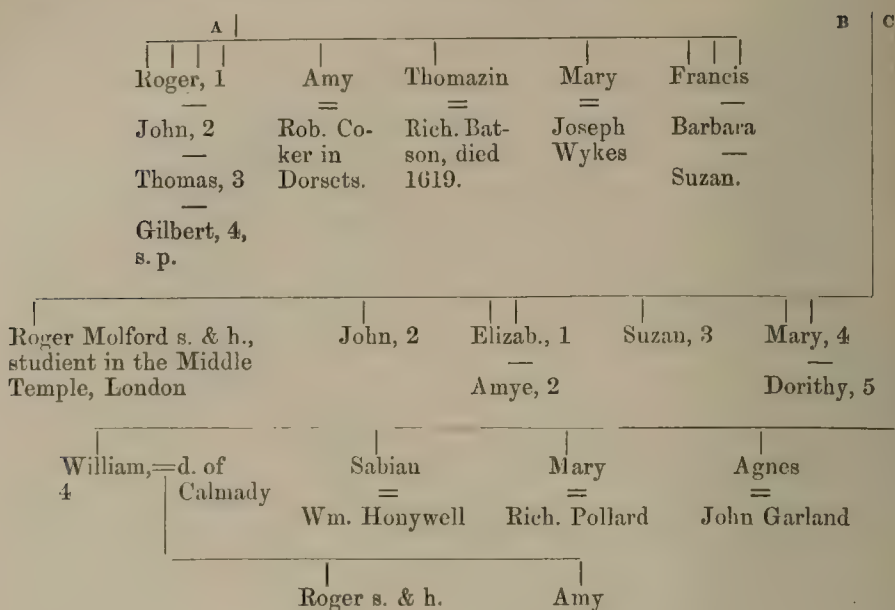 A B C
Roger, 1 Amy Thomazin Mary Francis
— = = = —
John, 2 Rob. Co- Rich. Bat- Joseph Barbara
— ker in son, died Wykes —
Thomas, 3 Dorsets. 1619. Suzan.
—
Gilbert, 4,
s. p.
Roger Molford s. & h., John, 2 Elizab., 1 Suzan, 3 Mary, 4
studient in the Middle — —
Temple, London Amye, 2 Dorithy, 5
William,=d. of Sabian Mary Agnes
4 Calmady = = =
Wm. Honywell Rich. Pollard John Garland
Roger s. & h. Amy